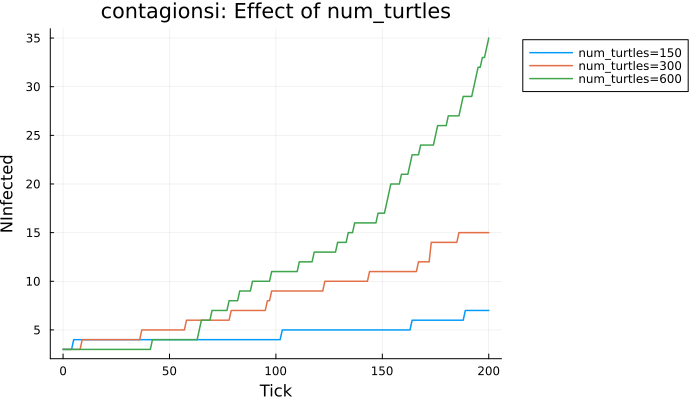 contagionsi: Effect of num_turtles
num_turtles=150
num_turtles=300
num_turtles=600
NInfected
35
30
25
20
15
10
5
0 50 100 150 200
Tick